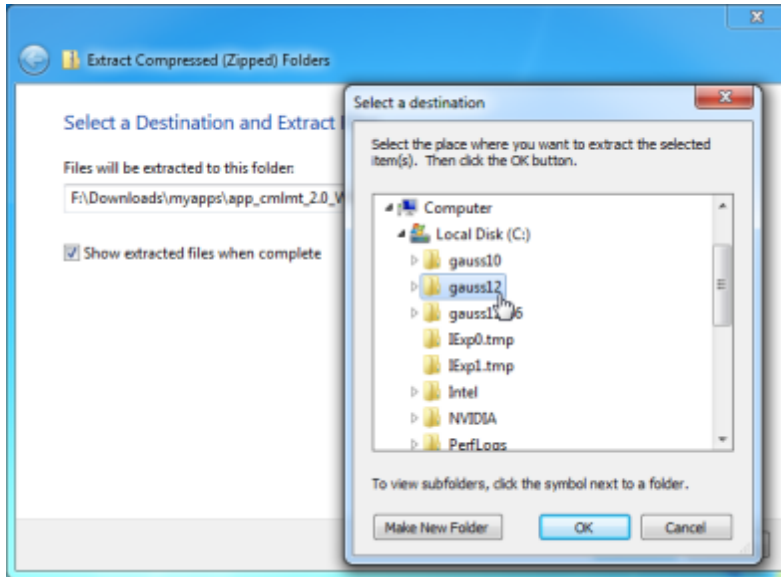 Extract Compressed (Zipped) Folders
Select a Destination and Extract
Files will be extracted to this folder:
F:\Downloads\myapps\app_cmlmt_2.0_W
Show extracted files when complete
Select a destination
Select the place where you want to extract the selected
item(s). Then click the OK button.
Computer
Local Disk (C:)
gauss10
gauss12
IExp0.tmp
IExp1.tmp
Intel
NVIDIA
PerfLogs
To view subfolders, click the symbol next to a folder.
Make New Folder
OK
Cancel